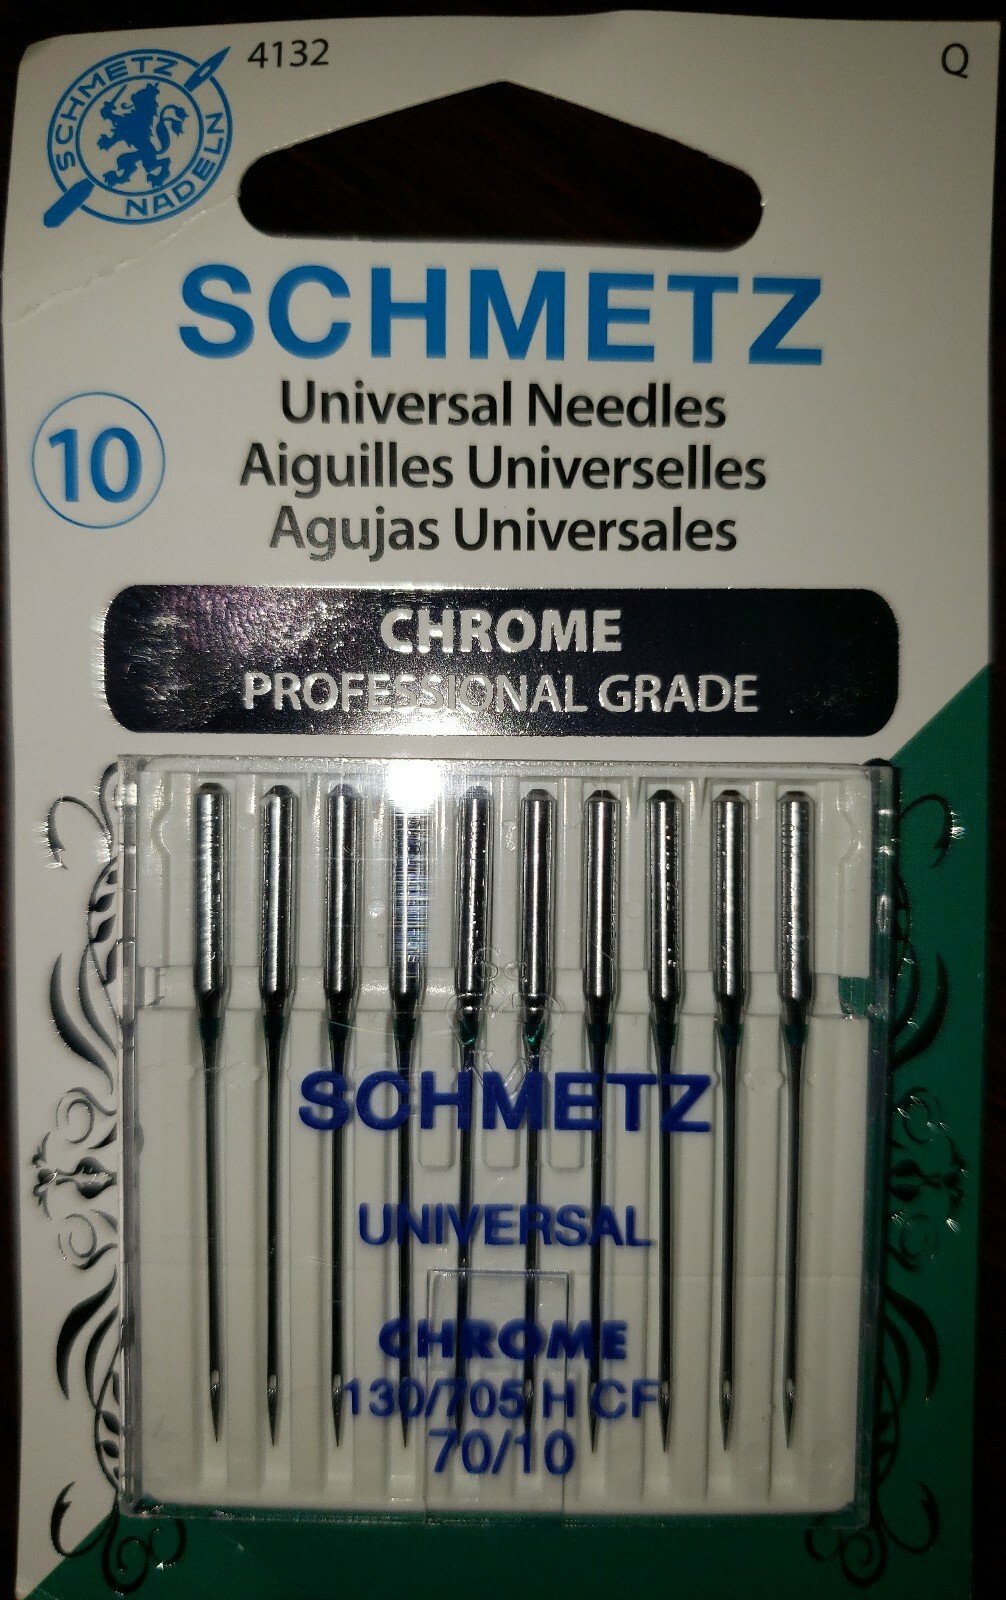 SCHMETZ
NADELN
4132
Q
SCHMETZ
10
Universal Needles
Aiguilles Universelles
Agujas Universales
CHROME
PROFESSIONAL GRADE
SCHMETZ
UNIVERSAL
CHROME
130/705 H CF
70/10